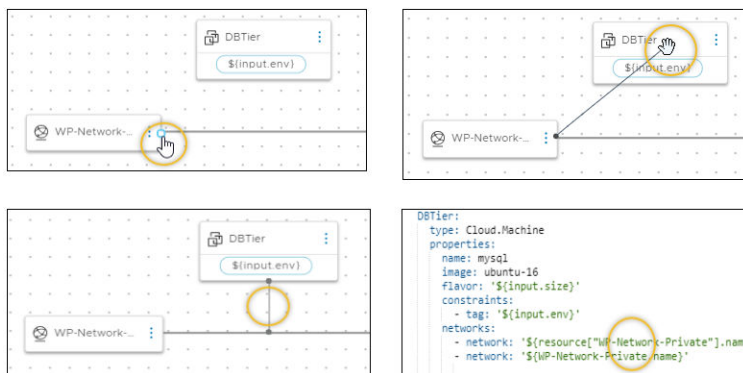 DBTier
${input.env}
WP-Network-...
DBTier
${input.env}
WP-Network-...
DBTier
${input.env}
WP-Network-...
DBTier:
type: Cloud.Machine
properties:
name: mysql
image: ubuntu-16
flavor: '${input.size}'
constraints:
- tag: '${input.env}'
networks:
- network: '${resource["WP-Network-Private"].nam
- network: '${WP-Network-Private.name}'